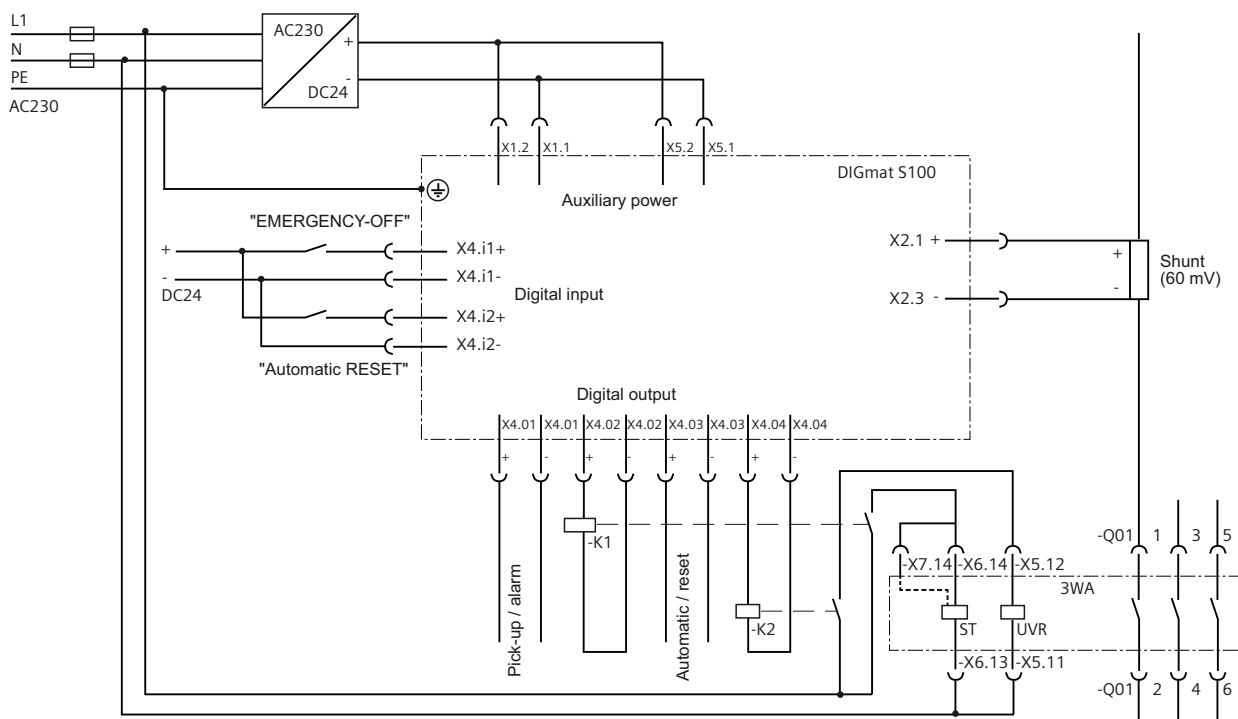 L1
N
PE
AC230
AC230
+
-
DC24
X1.2 X1.1 X5.2 X5.1
DIGmat S100
Auxiliary power
"EMERGENCY-OFF"
+ X4.i1+
- X4.i1-
DC24
Digital input
X4.i2+
X4.i2-
"Automatic RESET"
X2.1 +
X2.3 -
+
-
Shunt
(60 mV)
Digital output
X4.01 X4.01 X4.02 X4.02 X4.03 X4.03 X4.04 X4.04
+ - + - + - + -
-K1
-K2
Pick-up / alarm
Automatic / reset
-Q01 1 3 5
-X7.14 -X6.14 -X5.12
3WA
ST UVR
-X6.13 -X5.11
-Q01 2 4 6